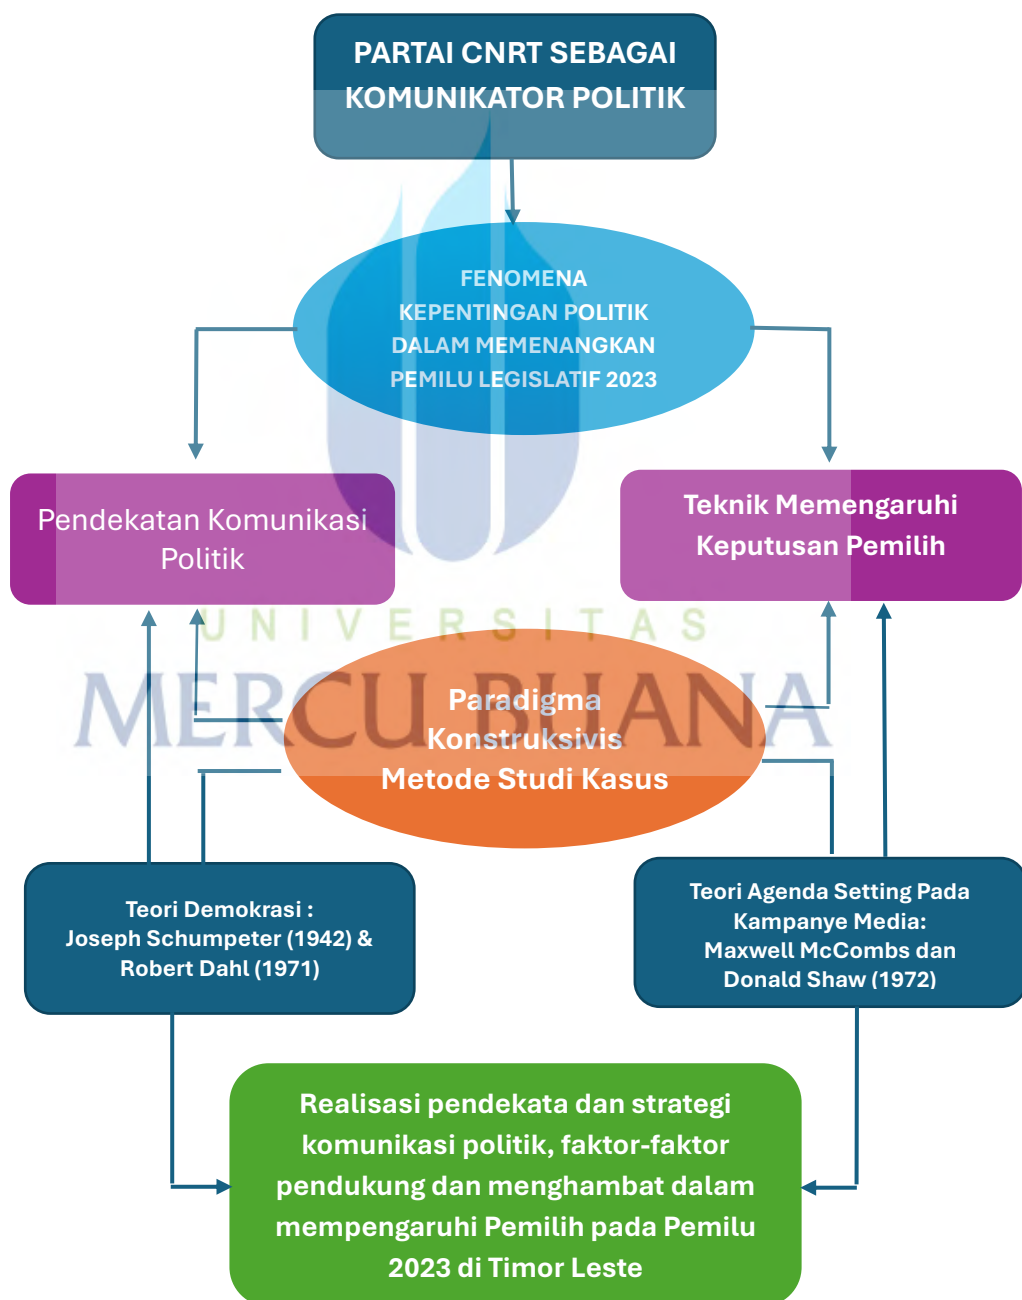 PARTAI CNRT SEBAGAI
KOMUNIKATOR POLITIK
FENOMENA
KEPENTINGAN POLITIK
DALAM MEMENANGKAN
PEMILU LEGISLATIF 2023
Pendekatan Komunikasi
Politik
Teknik Memengaruhi
Keputusan Pemilih
UNIVERSITAS
MERCU BUANA
Paradigma
Konstruksivis
Metode Studi Kasus
Teori Demokrasi :
Joseph Schumpeter (1942) &
Robert Dahl (1971)
Teori Agenda Setting Pada
Kampanye Media:
Maxwell McCombs dan
Donald Shaw (1972)
Realisasi pendekata dan strategi
komunikasi politik, faktor-faktor
pendukung dan menghambat dalam
mempengaruhi Pemilih pada Pemilu
2023 di Timor Leste